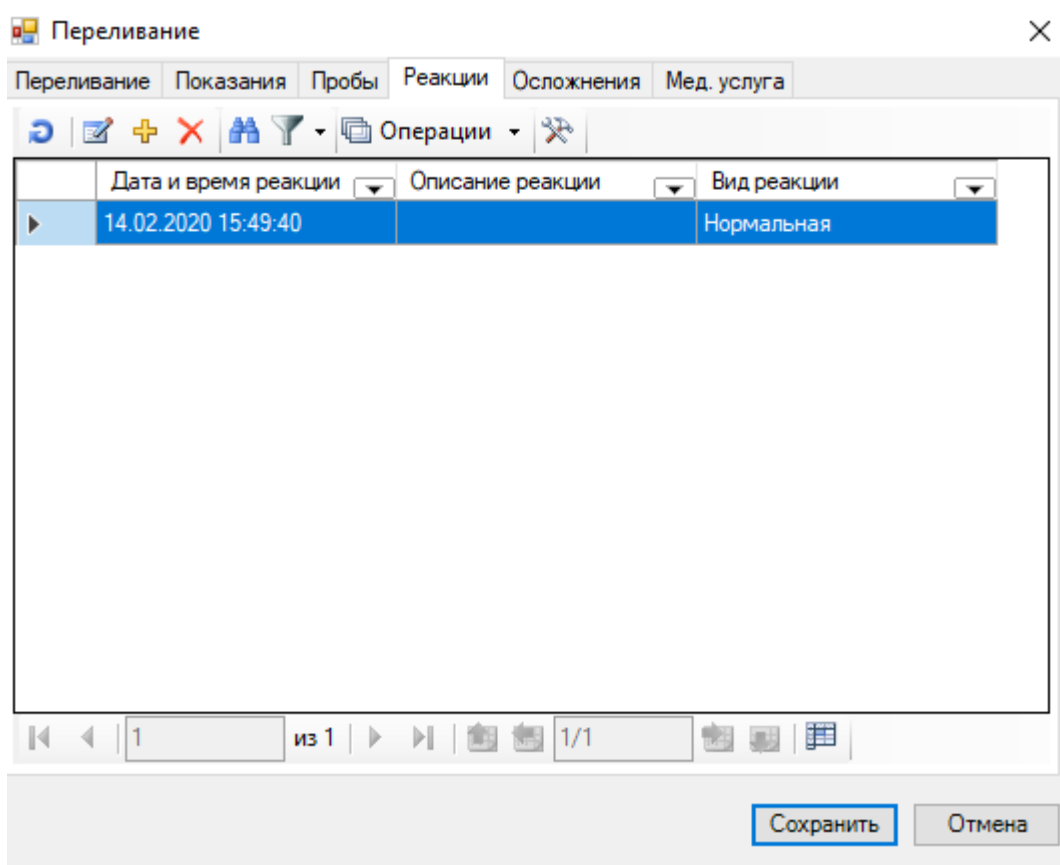 Переливание
Переливание Показания Пробы Реакции Осложнения Мед. услуга
Операции
Дата и время реакции Описание реакции Вид реакции
14.02.2020 15:49:40 Нормальная
1 из 1 1/1
Сохранить Отмена